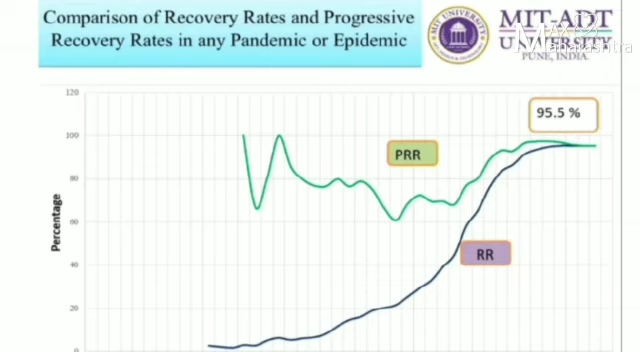 Comparison of Recovery Rates and Progressive
Recovery Rates in any Pandemic or Epidemic
MIT-ADT
UNIVERSITY
PUNE, INDIA.
Maharashtra
120
100
80
60
40
20
0
Percentage
95.5 %
PRR
RR